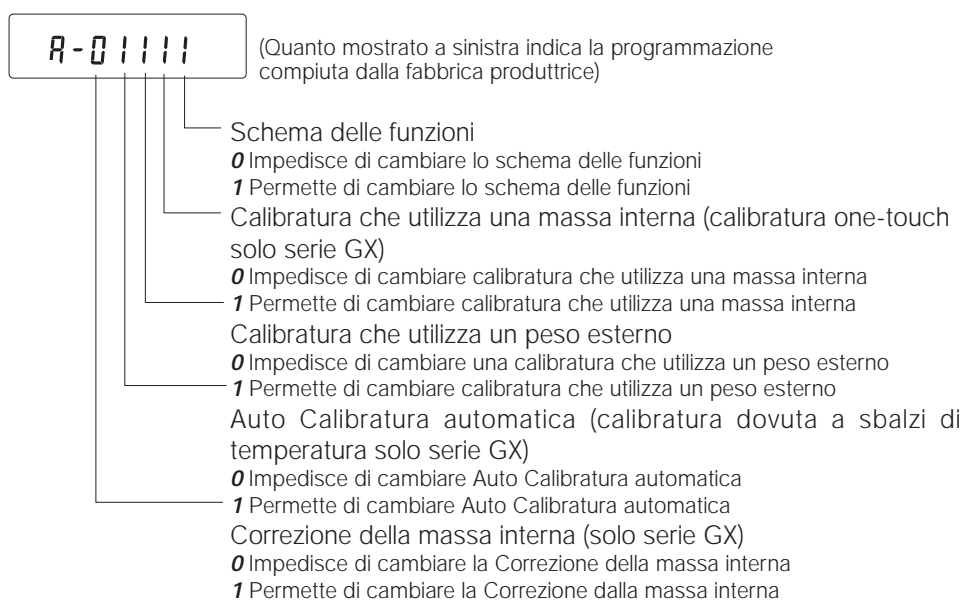 A-01111
(Quanto mostrato a sinistra indica la programmazione
compiuta dalla fabbrica produttrice)
Schema delle funzioni
0 Impedisce di cambiare lo schema delle funzioni
1 Permette di cambiare lo schema delle funzioni
Calibratura che utilizza una massa interna (calibratura one-touch
solo serie GX)
0 Impedisce di cambiare calibratura che utilizza una massa interna
1 Permette di cambiare calibratura che utilizza una massa interna
Calibratura che utilizza un peso esterno
0 Impedisce di cambiare una calibratura che utilizza un peso esterno
1 Permette di cambiare calibratura che utilizza un peso esterno
Auto Calibratura automatica (calibratura dovuta a sbalzi di
temperatura solo serie GX)
0 Impedisce di cambiare Auto Calibratura automatica
1 Permette di cambiare Auto Calibratura automatica
Correzione della massa interna (solo serie GX)
0 Impedisce di cambiare la Correzione della massa interna
1 Permette di cambiare la Correzione dalla massa interna